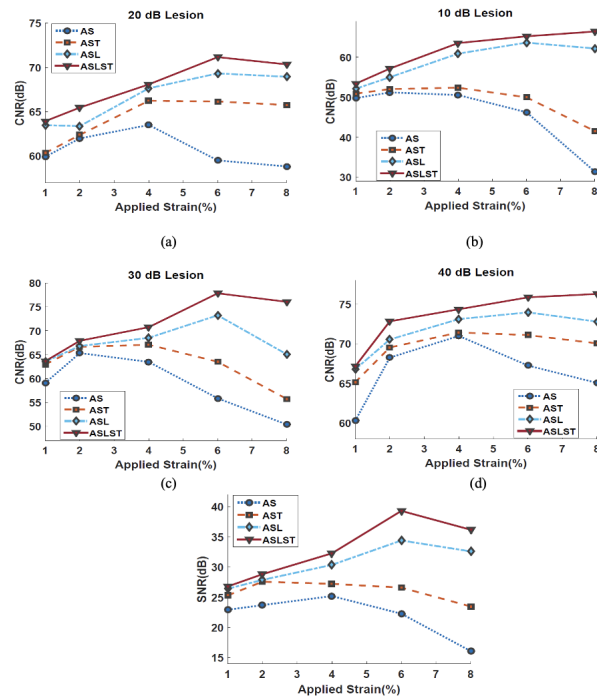 20 dB Lesion
75
70
65
60
CNR(dB)
AS
AST
ASL
ASLST
1 2 3 4 5 6 7 8
Applied Strain(%)
(a)
10 dB Lesion
60
50
40
30
CNR(dB)
AS
AST
ASL
ASLST
1 2 3 4 5 6 7 8
Applied Strain(%)
(b)
30 dB Lesion
80
75
70
65
60
55
50
CNR(dB)
AS
AST
ASL
ASLST
1 2 3 4 5 6 7 8
Applied Strain(%)
(c)
40 dB Lesion
75
70
65
60
CNR(dB)
AS
AST
ASL
ASLST
1 2 3 4 5 6 7 8
Applied Strain(%)
(d)
40
35
30
25
20
15
SNR(dB)
AS
AST
ASL
ASLST
1 2 3 4 5 6 7 8
Applied Strain(%)